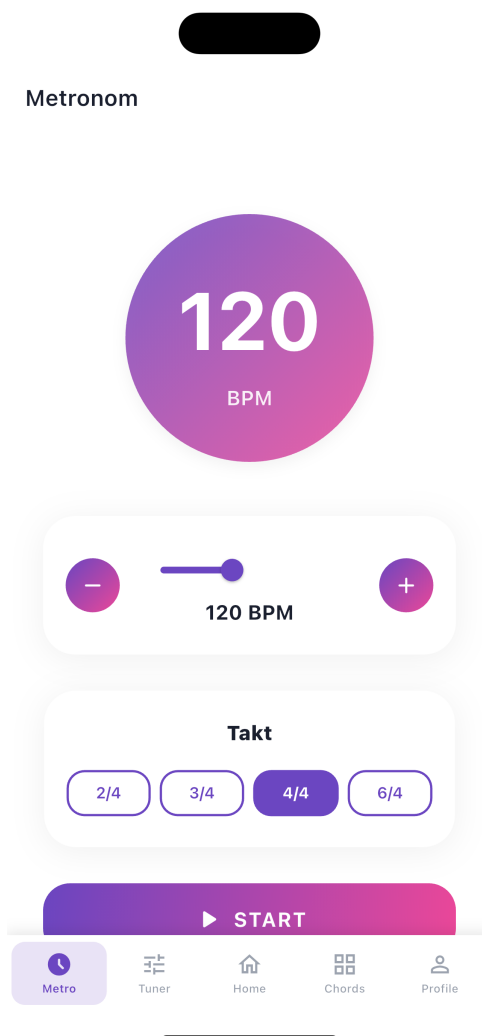 Metronom
120
BPM
120 BPM
Takt
2/4 3/4 4/4 6/4
START
Metro Tuner Home Chords Profile